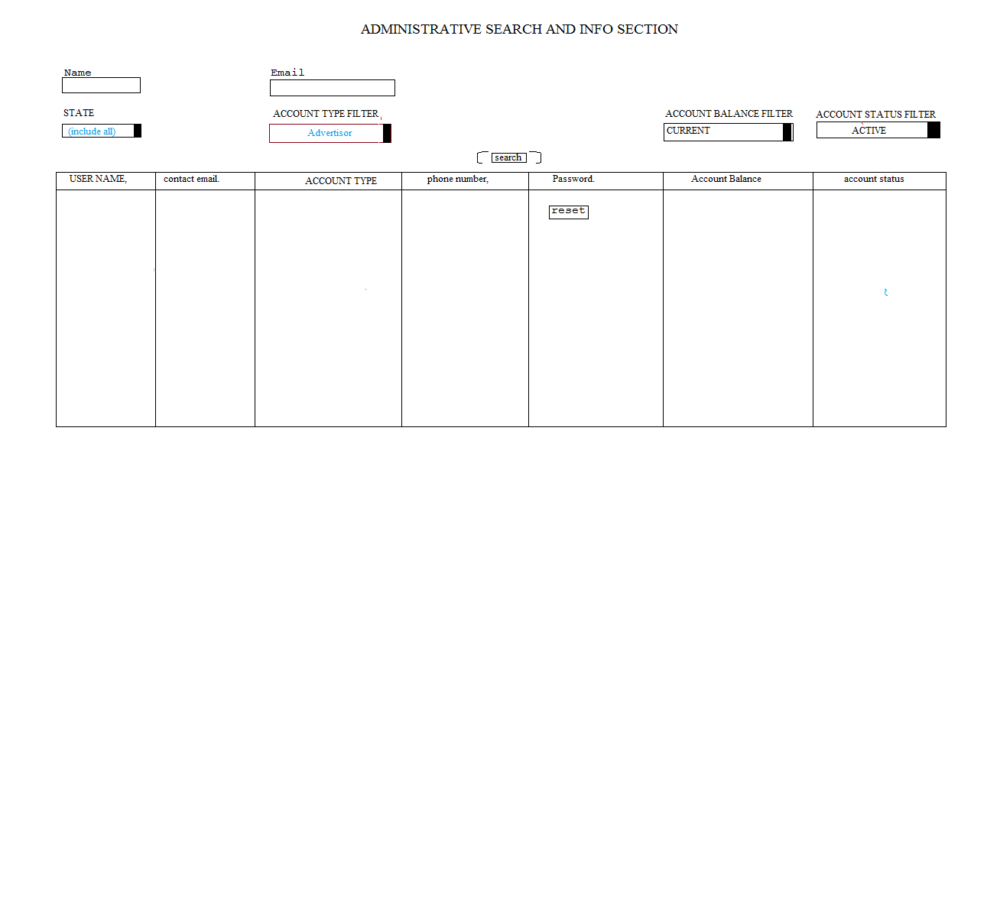 ADMINISTRATIVE SEARCH AND INFO SECTION
Name
Email
STATE
ACCOUNT TYPE FILTER
ACCOUNT BALANCE FILTER
ACCOUNT STATUS FILTER
(include all)
Advertisor
CURRENT
ACTIVE
search
USER NAME,
contact email.
ACCOUNT TYPE
phone number,
Password.
Account Balance
account status
reset